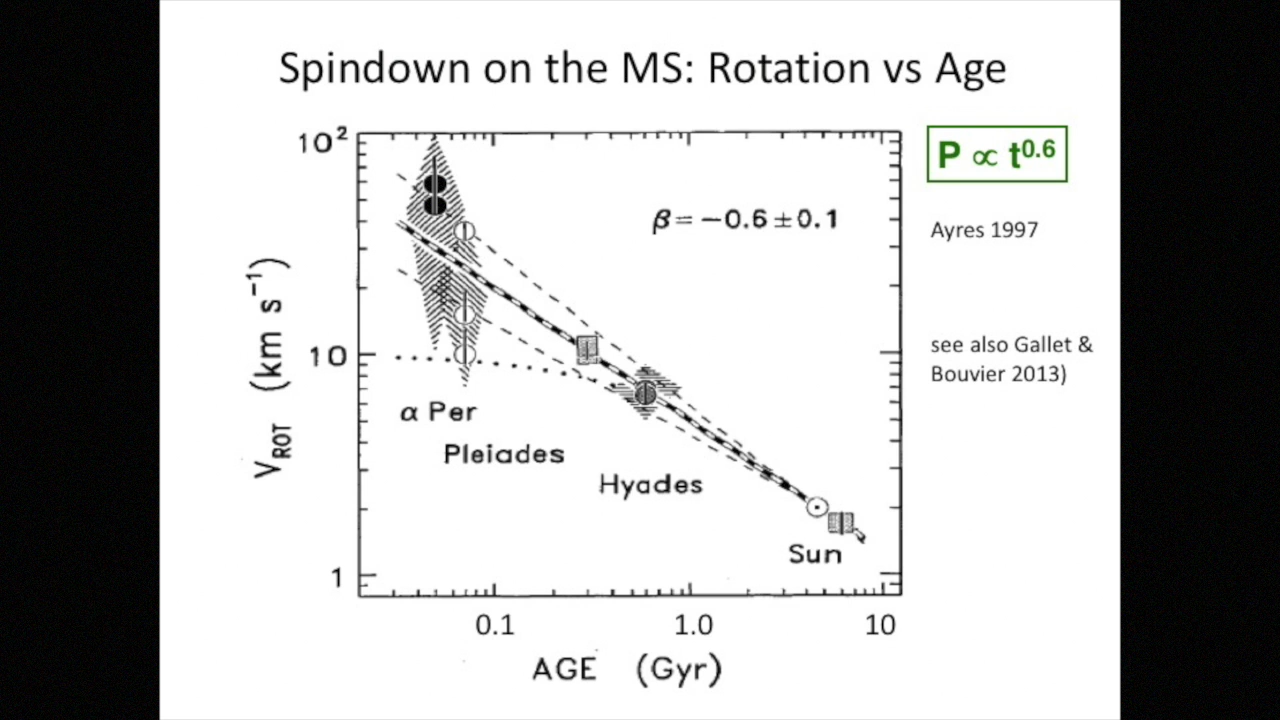 Spindown on the MS: Rotation vs Age
P ∝ t^0.6
Ayres 1997
see also Gallet &
Bouvier 2013)
β = −0.6 ± 0.1
10²
10
1
V_ROT (km s⁻¹)
α Per
Pleiades
Hyades
Sun
0.1 1.0 10
AGE (Gyr)